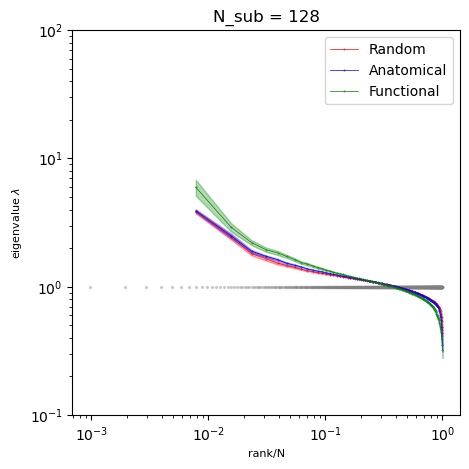 N_sub = 128
10²
Random
Anatomical
Functional
10¹
eigenvalue λ
10⁰
10⁻¹
10⁻³ 10⁻² 10⁻¹ 10⁰
rank/N